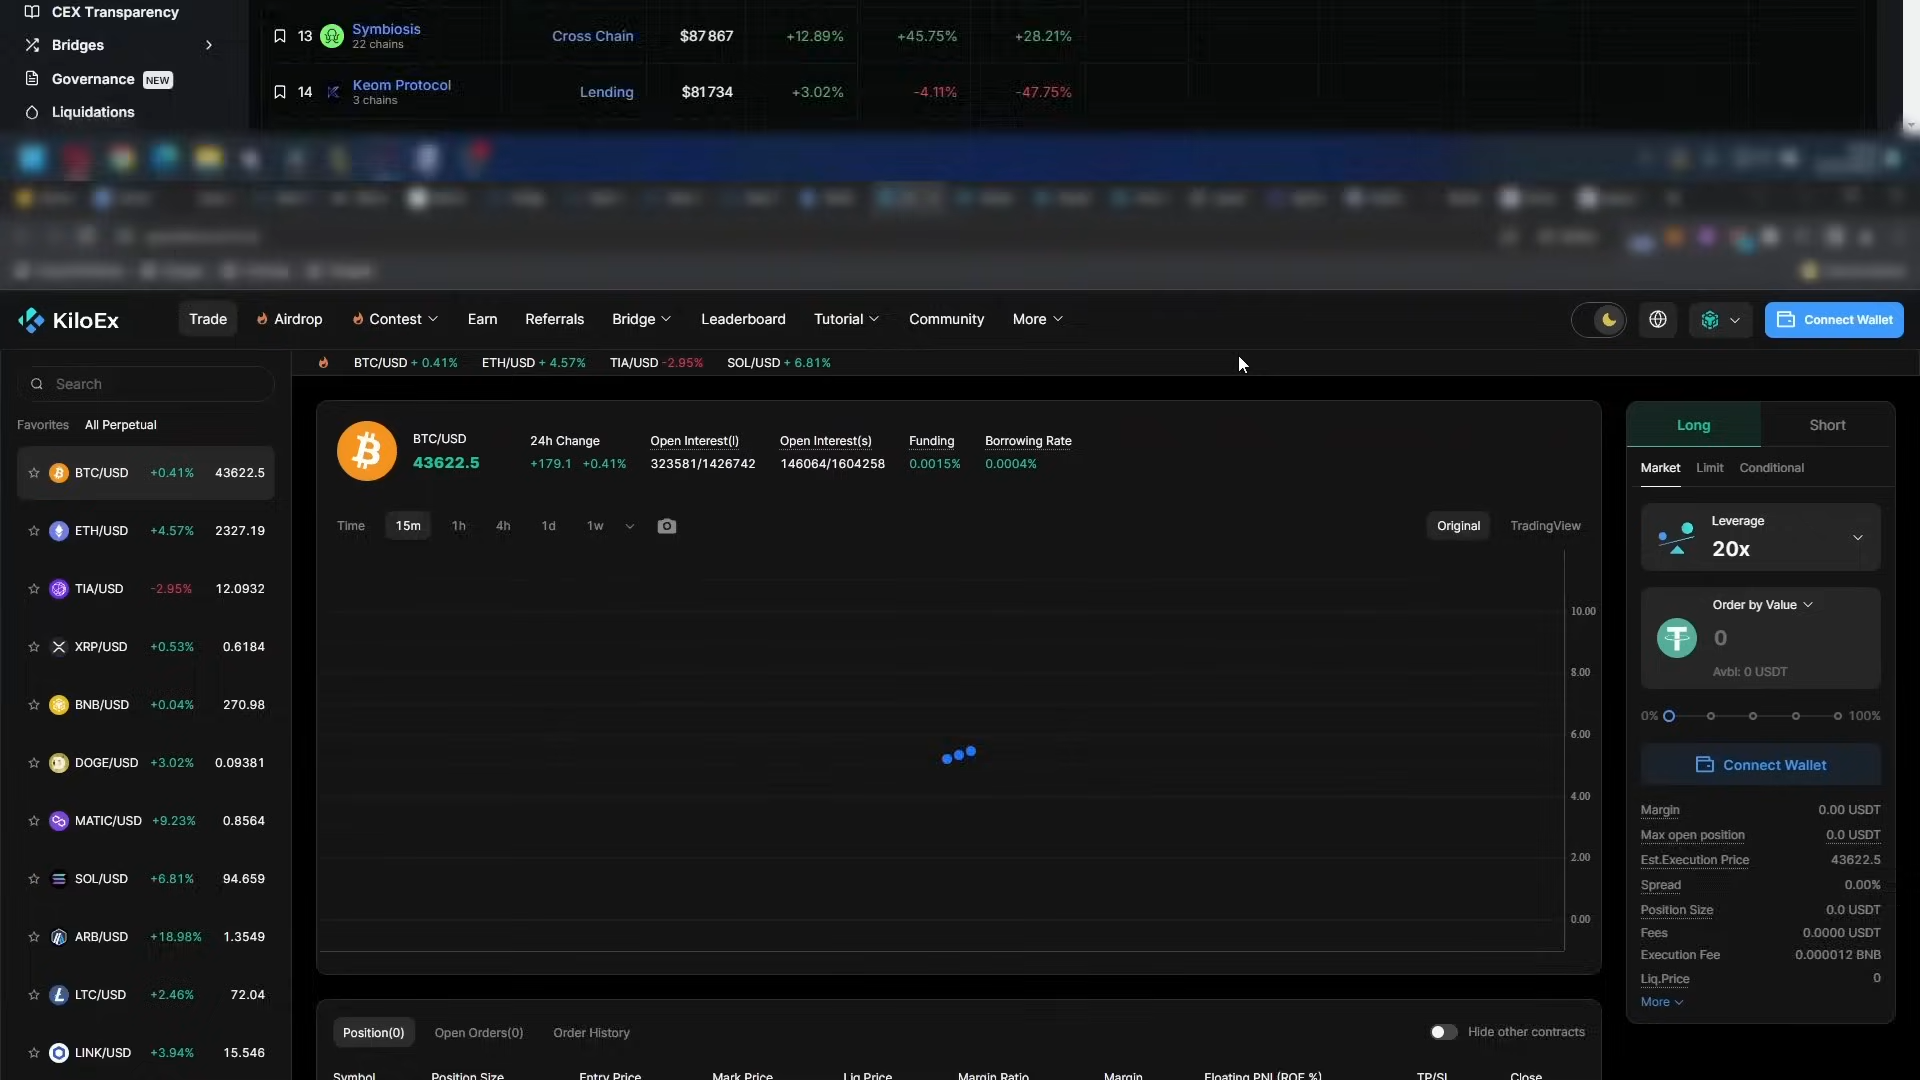 CEX Transparency
Bridges
Governance NEW
Liquidations
13 Symbiosis Cross Chain $87 867 +12.89% +45.75% +28.21%
22 chains
14 Keom Protocol Lending $81 734 +3.02% -4.11% -47.75%
3 chains
KiloEx Trade Airdrop Contest Earn Referrals Bridge Leaderboard Tutorial Community More Connect Wallet
BTC/USD + 0.41% ETH/USD + 4.57% TIA/USD -2.95% SOL/USD + 6.81%
Search
Favorites All Perpetual
BTC/USD +0.41% 43622.5
ETH/USD +4.57% 2327.19
TIA/USD -2.95% 12.0932
XRP/USD +0.53% 0.6184
BNB/USD +0.04% 270.98
DOGE/USD +3.02% 0.09381
MATIC/USD +9.23% 0.8564
SOL/USD +6.81% 94.659
ARB/USD +18.98% 1.3549
LTC/USD +2.46% 72.04
LINK/USD +3.94% 15.546
BTC/USD 24h Change Open Interest(l) Open Interest(s) Funding Borrowing Rate
43622.5 +179.1 +0.41% 323581/1426742 146064/1604258 0.0015% 0.0004%
Time 15m 1h 4h 1d 1w Original TradingView
10.00
8.00
6.00
4.00
2.00
0.00
Position(0) Open Orders(0) Order History Hide other contracts
Symbol Position Size Entry Price Mark Price Liq Price Margin Ratio Margin Floating PNL(ROE %) TP/SL Close
Long Short
Market Limit Conditional
Leverage
20x
Order by Value
0
Avbl: 0 USDT
0% 100%
Connect Wallet
Margin 0.00 USDT
Max open position 0.0 USDT
Est.Execution Price 43622.5
Spread 0.00%
Position Size 0.0 USDT
Fees 0.0000 USDT
Execution Fee 0.000012 BNB
Liq.Price 0
More